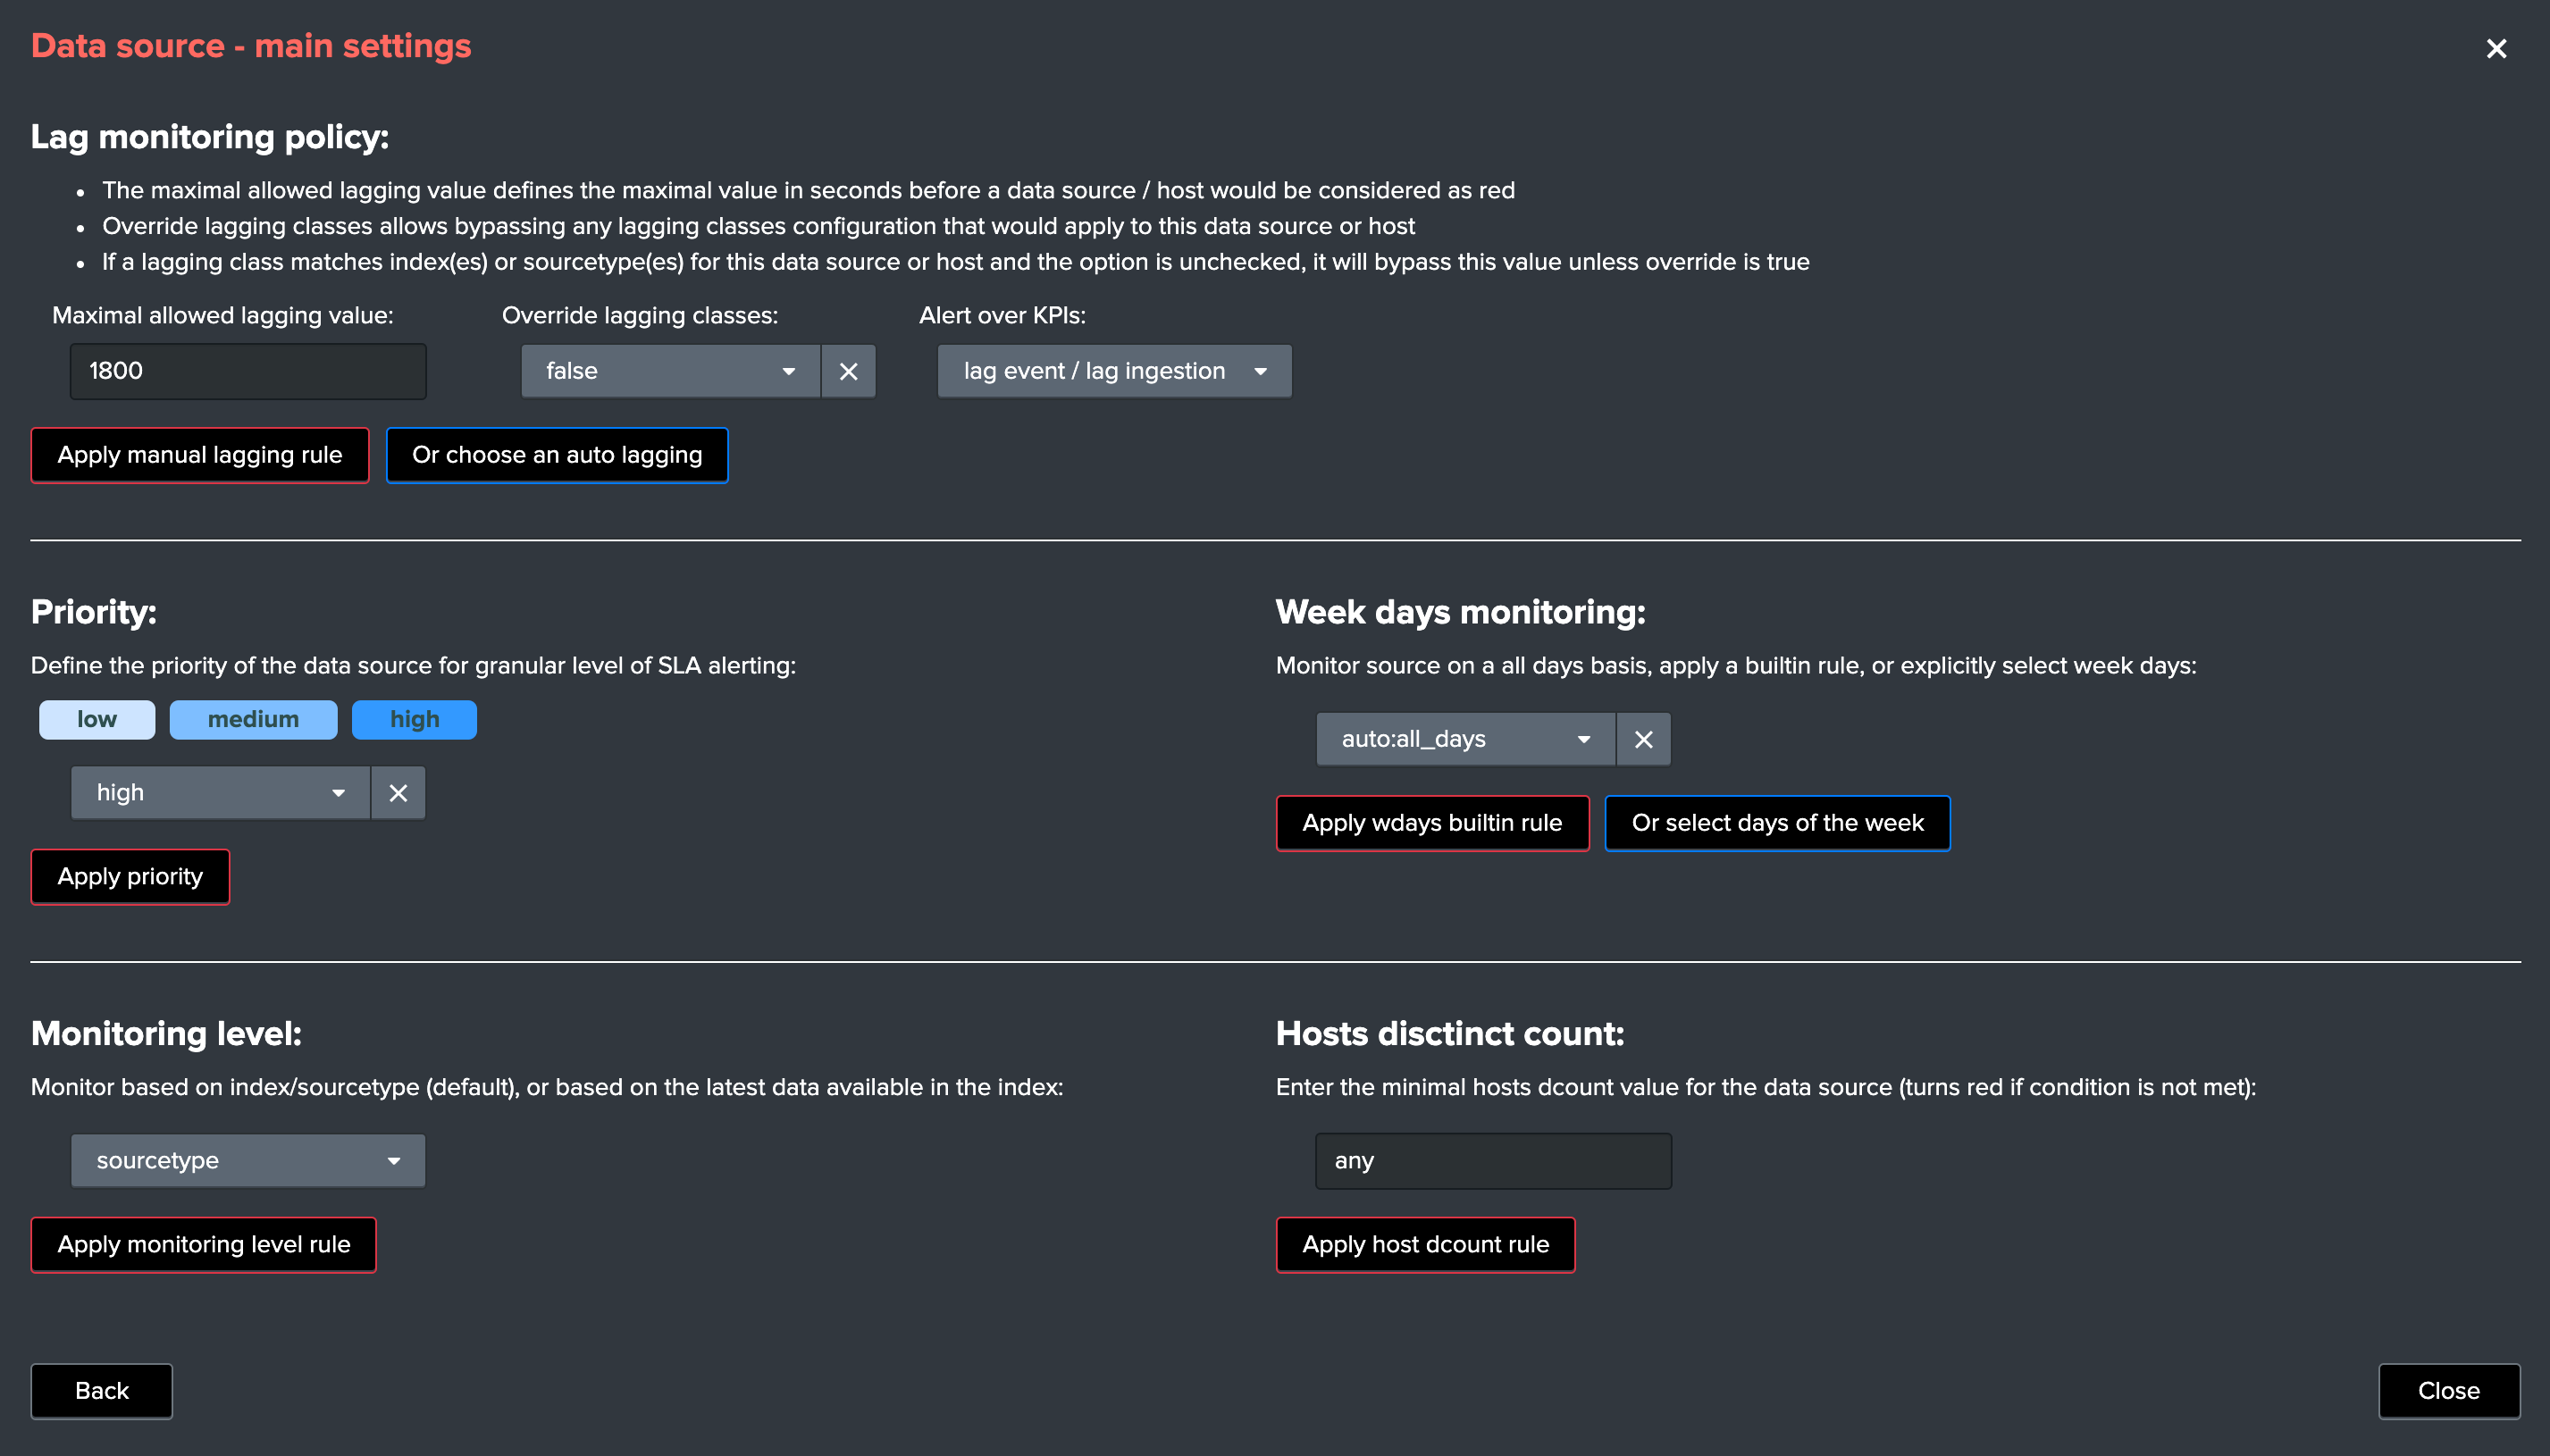 Data source - main settings
Lag monitoring policy:
The maximal allowed lagging value defines the maximal value in seconds before a data source / host would be considered as red
Override lagging classes allows bypassing any lagging classes configuration that would apply to this data source or host
If a lagging class matches index(es) or sourcetype(es) for this data source or host and the option is unchecked, it will bypass this value unless override is true
Maximal allowed lagging value:
Override lagging classes:
Alert over KPIs:
1800
false
lag event / lag ingestion
Apply manual lagging rule
Or choose an auto lagging
Priority:
Define the priority of the data source for granular level of SLA alerting:
low
medium
high
high
Apply priority
Week days monitoring:
Monitor source on a all days basis, apply a builtin rule, or explicitly select week days:
auto:all_days
Apply wdays builtin rule
Or select days of the week
Monitoring level:
Monitor based on index/sourcetype (default), or based on the latest data available in the index:
sourcetype
Apply monitoring level rule
Hosts disctinct count:
Enter the minimal hosts dcount value for the data source (turns red if condition is not met):
any
Apply host dcount rule
Back
Close